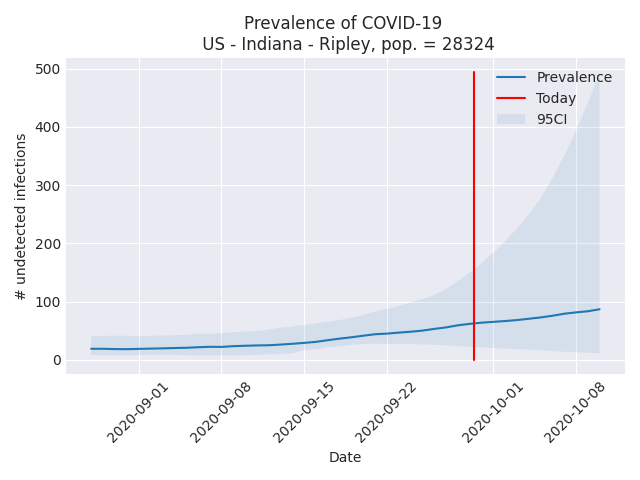 Prevalence of COVID-19
US - Indiana - Ripley, pop. = 28324
# undetected infections
500
400
300
200
100
0
Prevalence
Today
95CI
2020-09-01
2020-09-08
2020-09-15
2020-09-22
2020-10-01
2020-10-08
Date